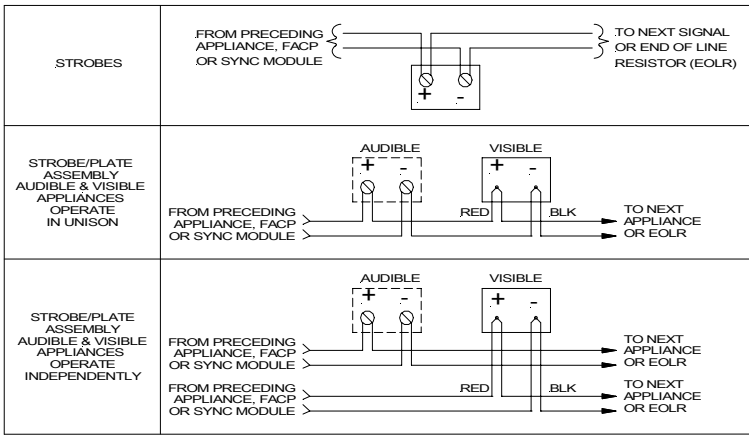 STROBES
FROM PRECEDING
APPLIANCE, FACP
OR SYNC MODULE
+ -
TO NEXT SIGNAL
OR END OF LINE
RESISTOR (EOLR)
STROBE/PLATE
ASSEMBLY
AUDIBLE & VISIBLE
APPLIANCES
OPERATE
IN UNISON
AUDIBLE
+ -
VISIBLE
+ -
FROM PRECEDING
APPLIANCE, FACP
OR SYNC MODULE
RED
BLK
TO NEXT
APPLIANCE
OR EOLR
STROBE/PLATE
ASSEMBLY
AUDIBLE & VISIBLE
APPLIANCES
OPERATE
INDEPENDENTLY
AUDIBLE
+ -
VISIBLE
+ -
FROM PRECEDING
APPLIANCE, FACP
OR SYNC MODULE
TO NEXT
APPLIANCE
OR EOLR
FROM PRECEDING
APPLIANCE, FACP
OR SYNC MODULE
RED
BLK
TO NEXT
APPLIANCE
OR EOLR